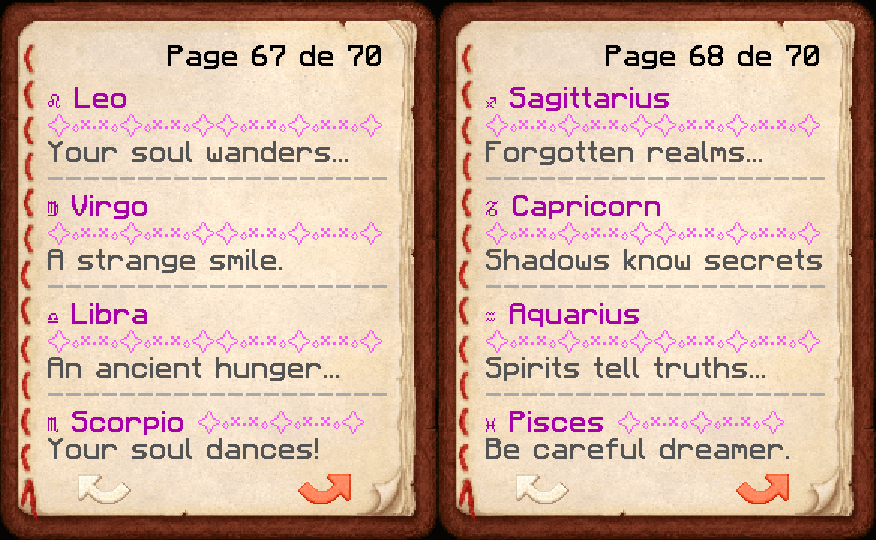 Page 67 de 70
♌ Leo
Your soul wanders...
♍ Virgo
A strange smile.
♎ Libra
An ancient hunger...
♏ Scorpio
Your soul dances!
Page 68 de 70
♐ Sagittarius
Forgotten realms...
♑ Capricorn
Shadows know secrets
♒ Aquarius
Spirits tell truths...
♓ Pisces
Be careful dreamer.